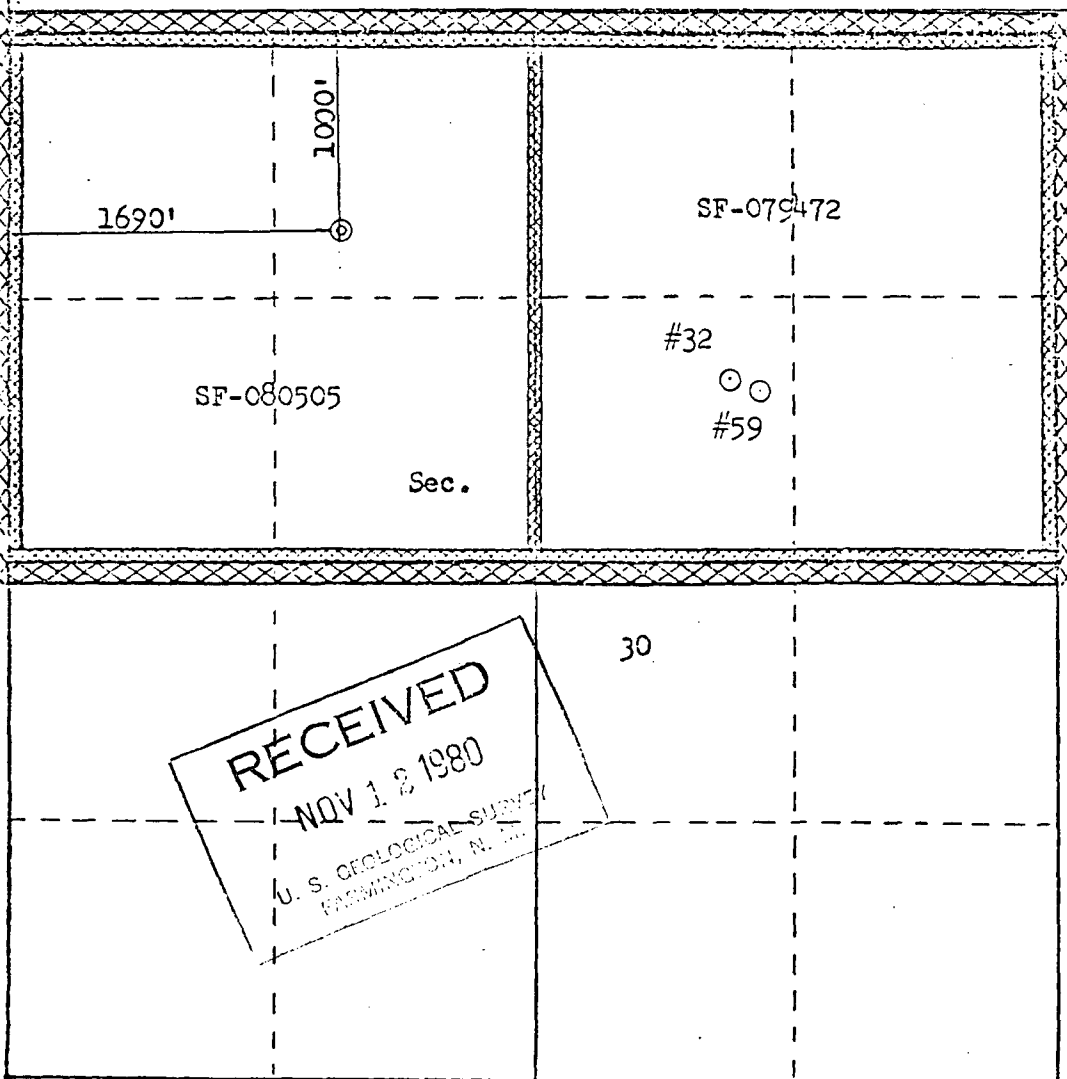 1000'
1690'
SF-079472
#32
SF-080505
#59
Sec.
30
RECEIVED
NOV 1 2 1980
U. S. GEOLOGICAL SURVEY
FARMINGTON, N. M.